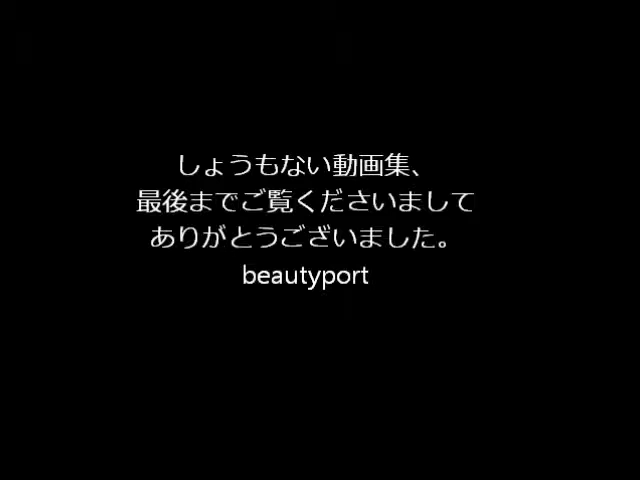 しょうもない動画集、
最後までご覧くださいまして
ありがとうございました。
beautyport